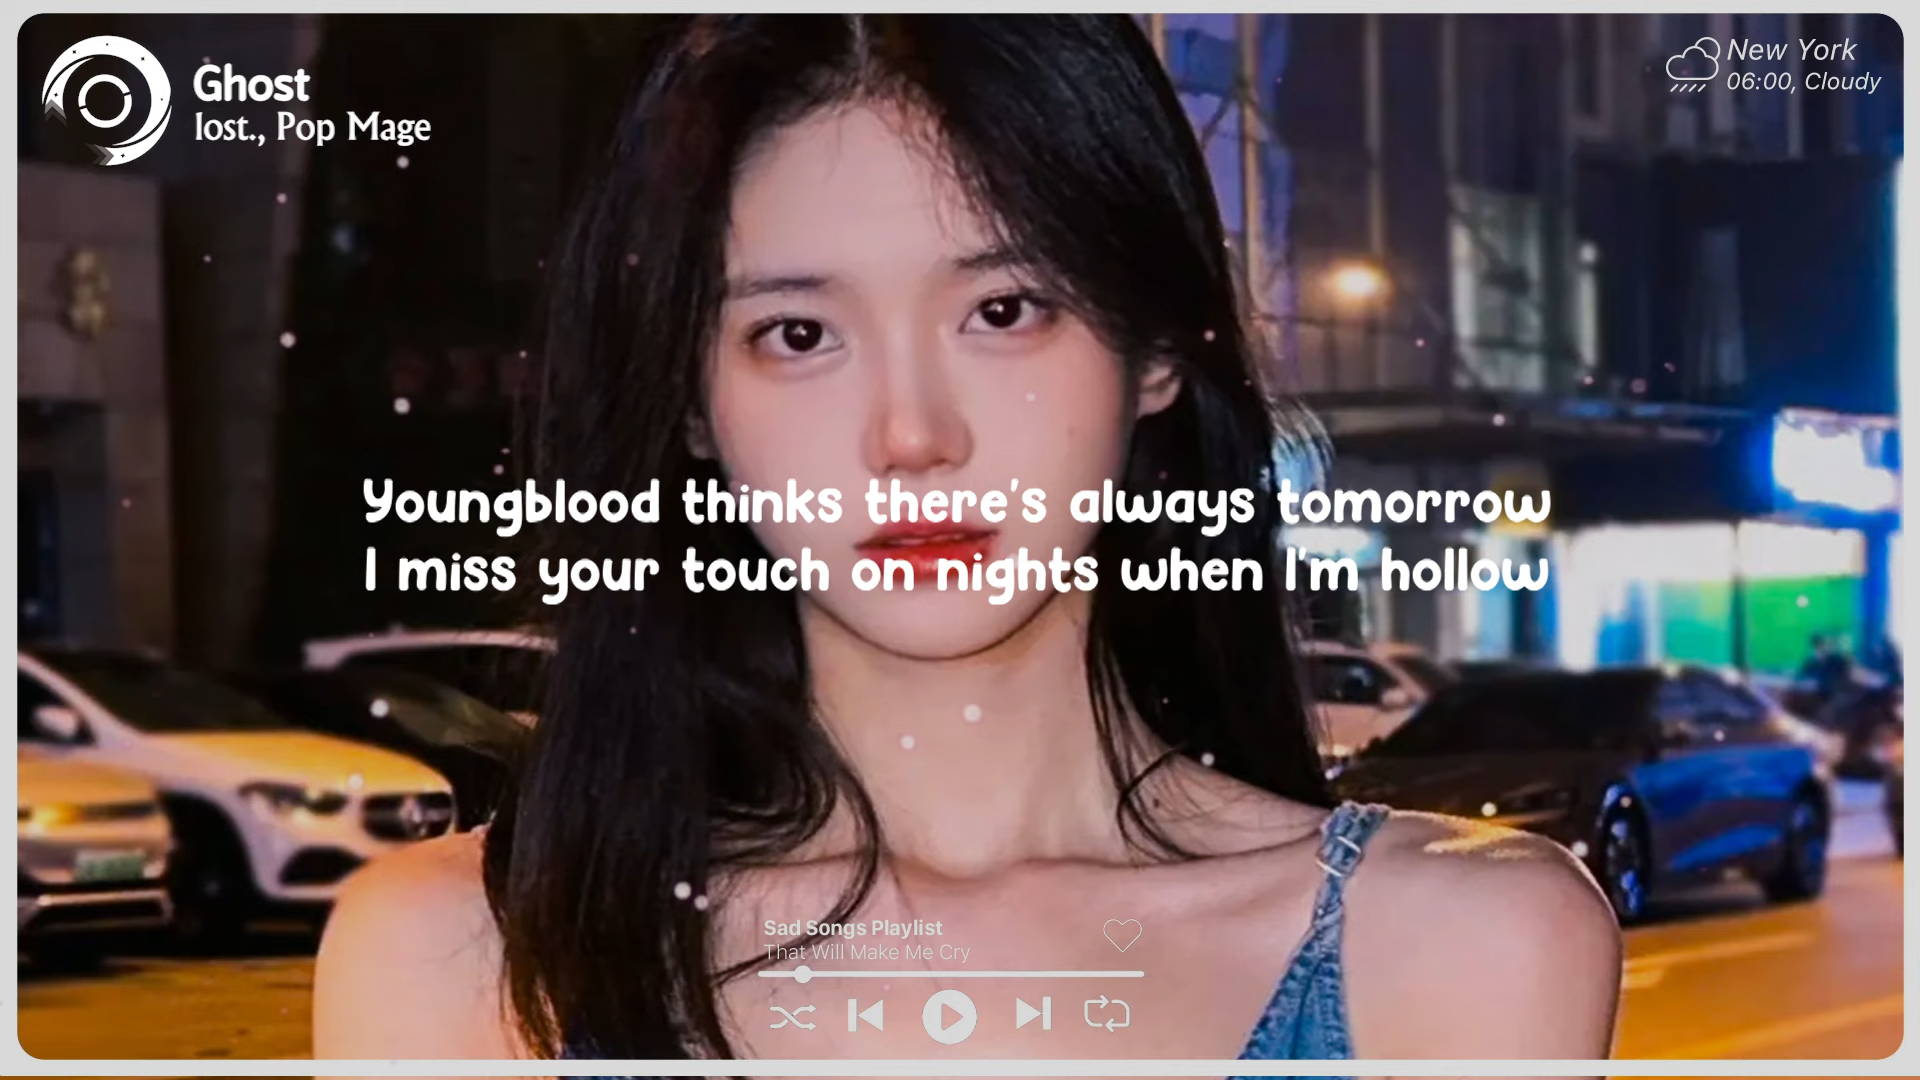 Ghost
lost., Pop Mage
New York
06:00, Cloudy
Youngblood thinks there's always tomorrow
I miss your touch on nights when I'm hollow
Sad Songs Playlist
That Will Make Me Cry